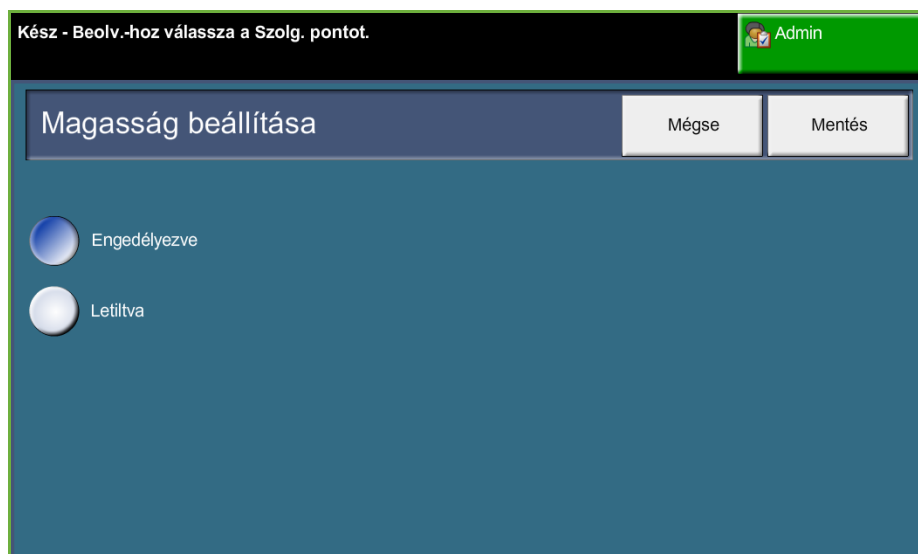 Kész - Beolv.-hoz válassza a Szolg. pontot.
Admin
Magasság beállítása
Mégse
Mentés
Engedélyezve
Letiltva